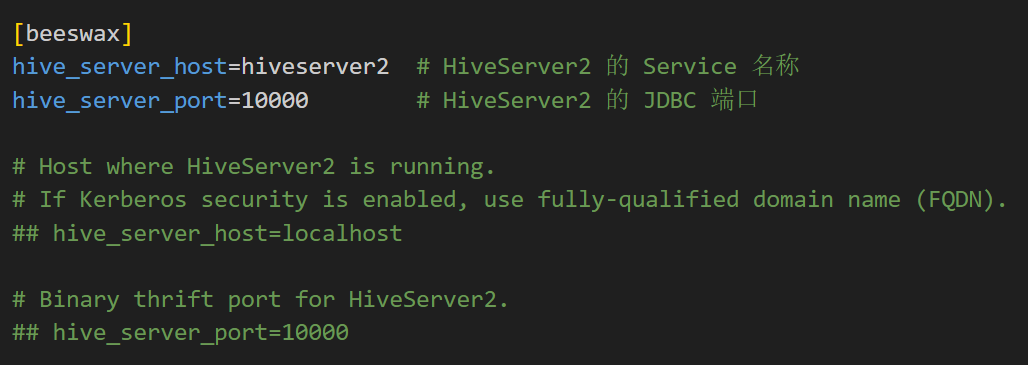 [beeswax]
hive_server_host=hiveserver2  # HiveServer2 的 Service 名称
hive_server_port=10000        # HiveServer2 的 JDBC 端口
# Host where HiveServer2 is running.
# If Kerberos security is enabled, use fully-qualified domain name (FQDN).
## hive_server_host=localhost
# Binary thrift port for HiveServer2.
## hive_server_port=10000